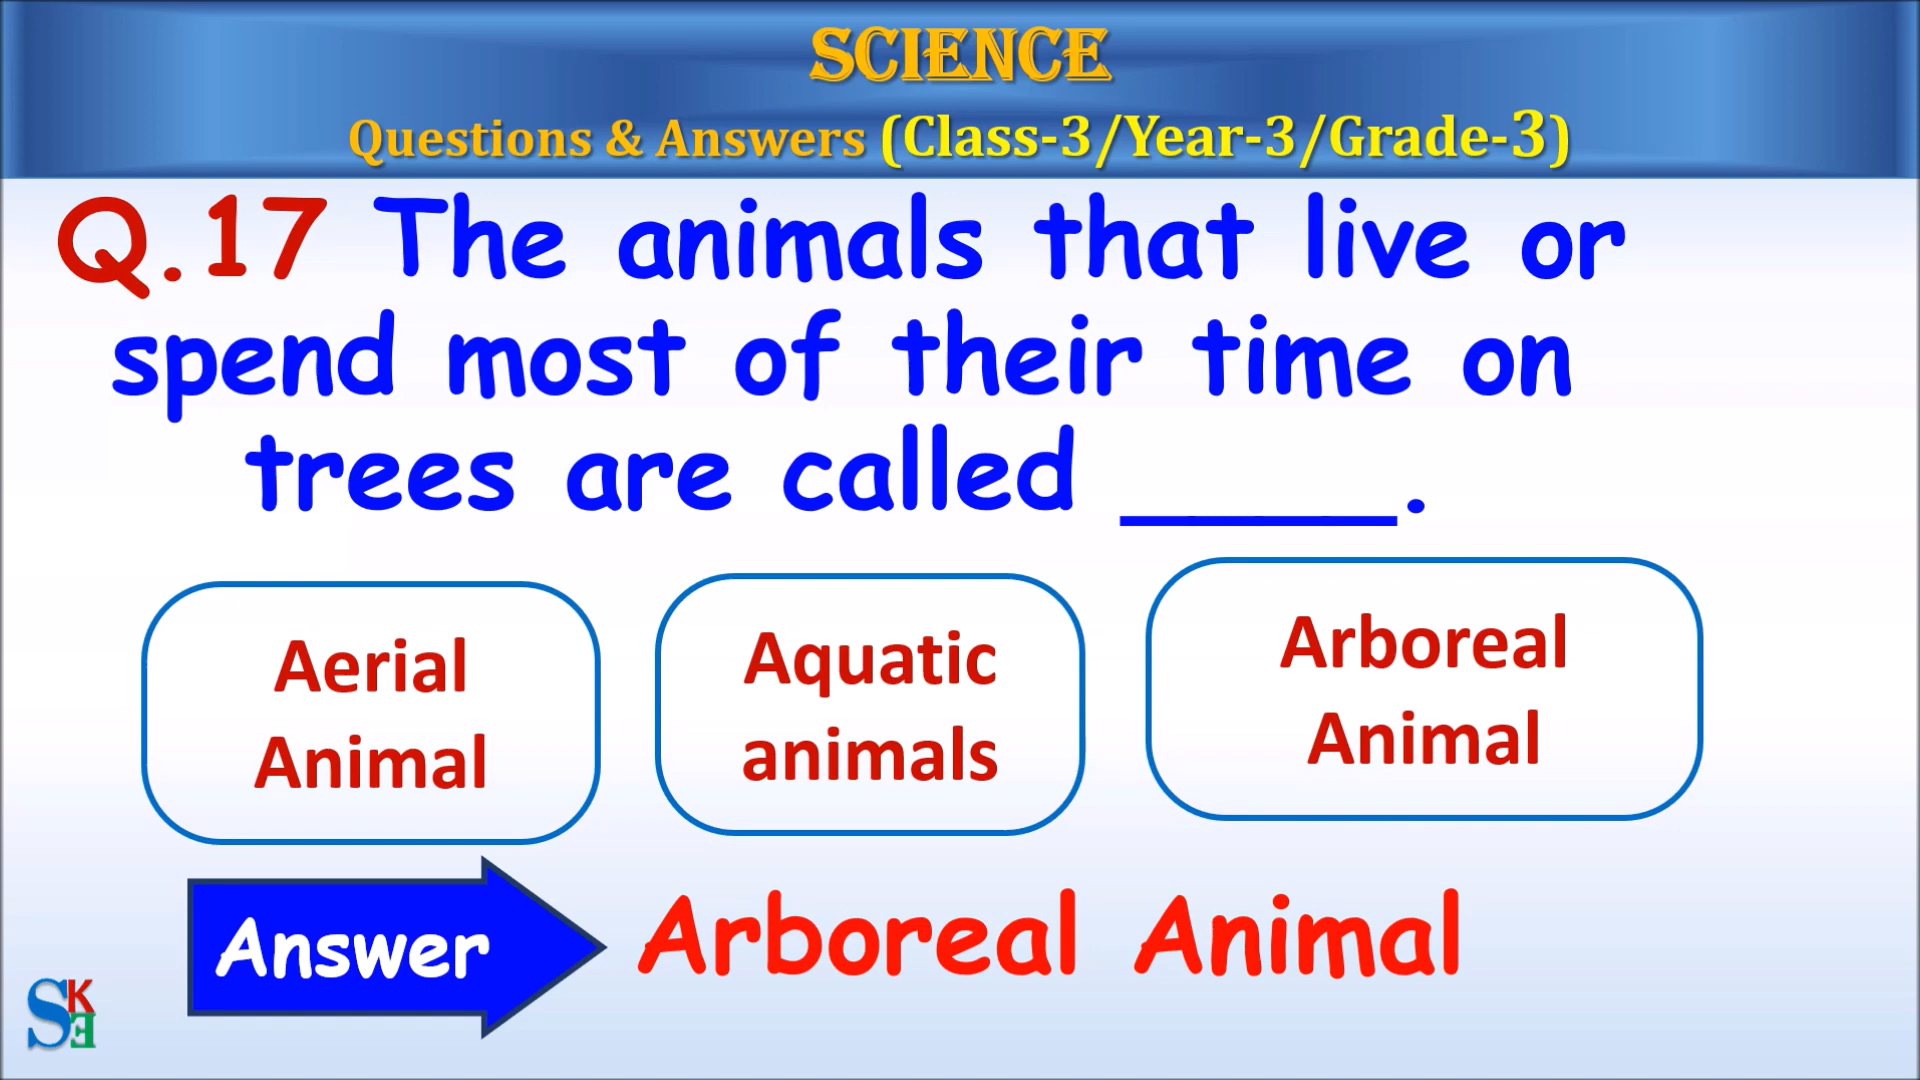 SCIENCE
Questions & Answers (Class-3/Year-3/Grade-3)
Q.17 The animals that live or
spend most of their time on
trees are called ____.
Aerial
Animal
Aquatic
animals
Arboreal
Animal
Answer
Arboreal Animal
SKE